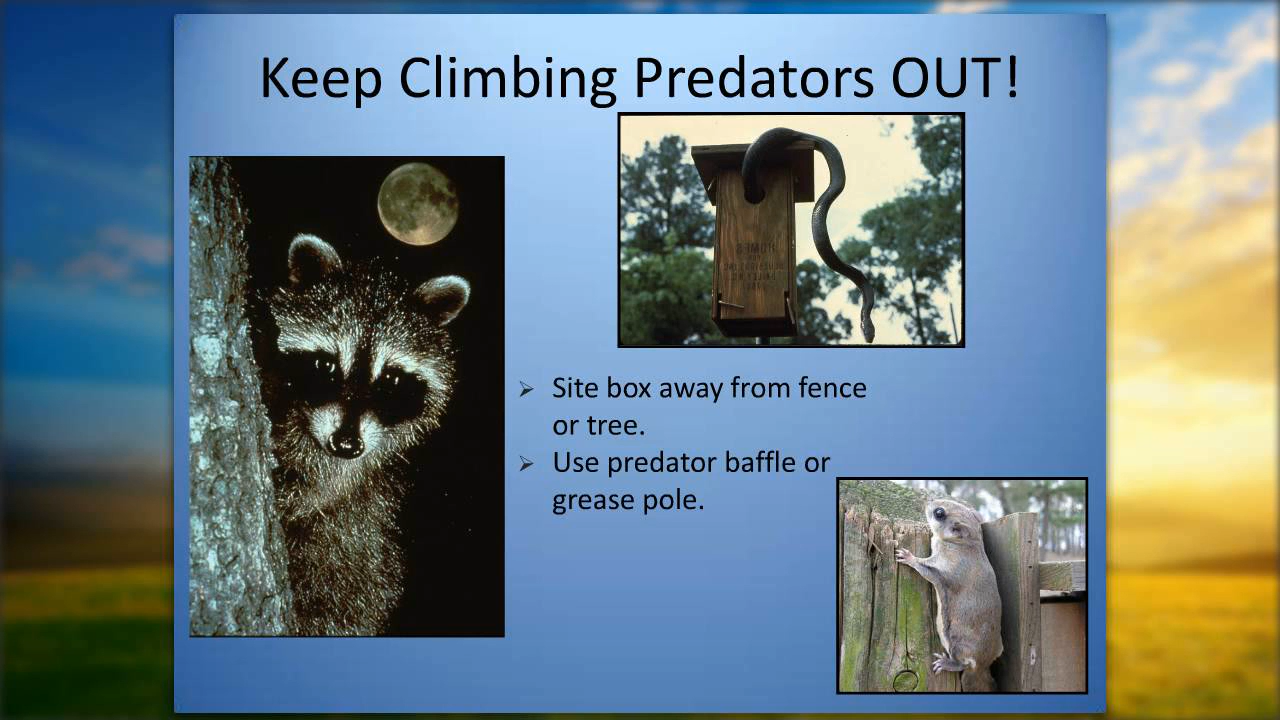 Keep Climbing Predators OUT!
Site box away from fence
or tree.
Use predator baffle or
grease pole.